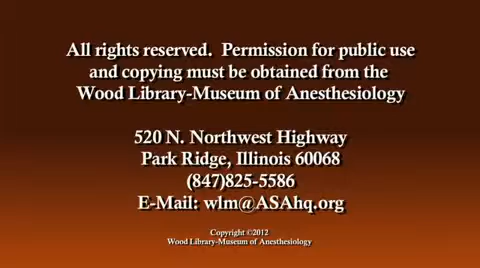 All rights reserved.  Permission for public use
and copying must be obtained from the
Wood Library-Museum of Anesthesiology
520 N. Northwest Highway
Park Ridge, Illinois 60068
(847)825-5586
E-Mail: wlm@ASAhq.org
Copyright ©2012
Wood Library-Museum of Anesthesiology